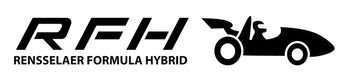 RFH
RENSSELAER FORMULA HYBRID